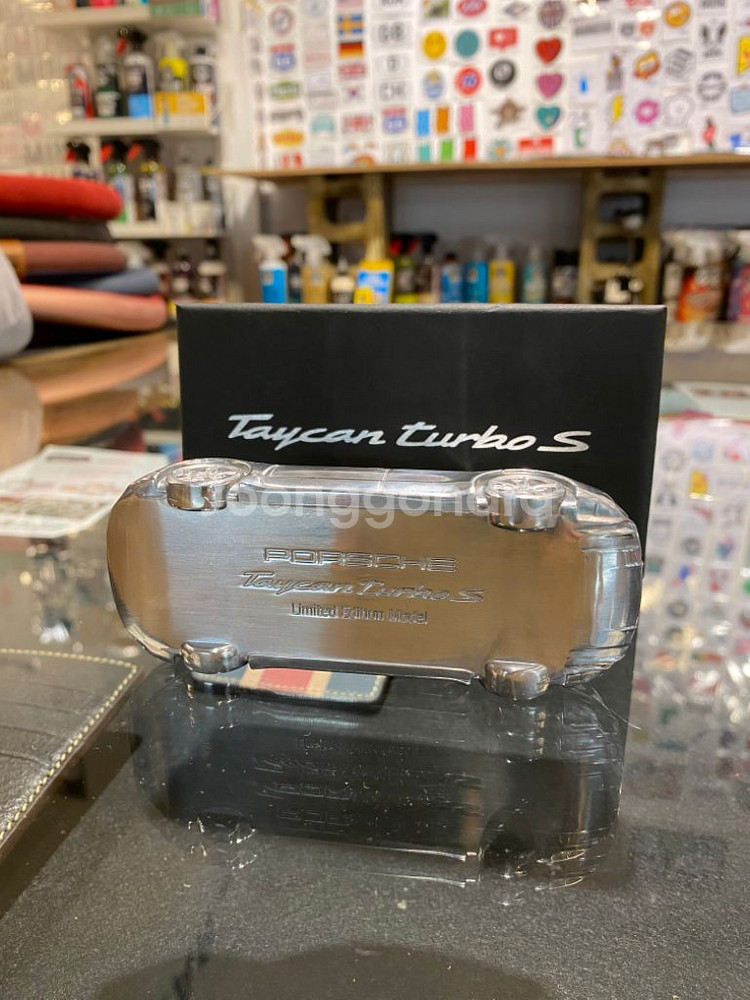 Taycan turbo S
PORSCHE
Taycan Turbo S
Limited Edition Model